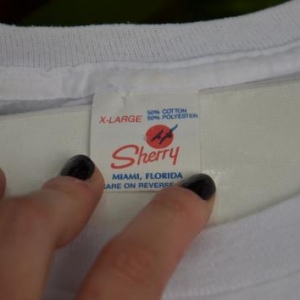 X-LARGE 50% COTTON
50% POLYESTER
Sherry
MIAMI, FLORIDA
CARE ON REVERSE